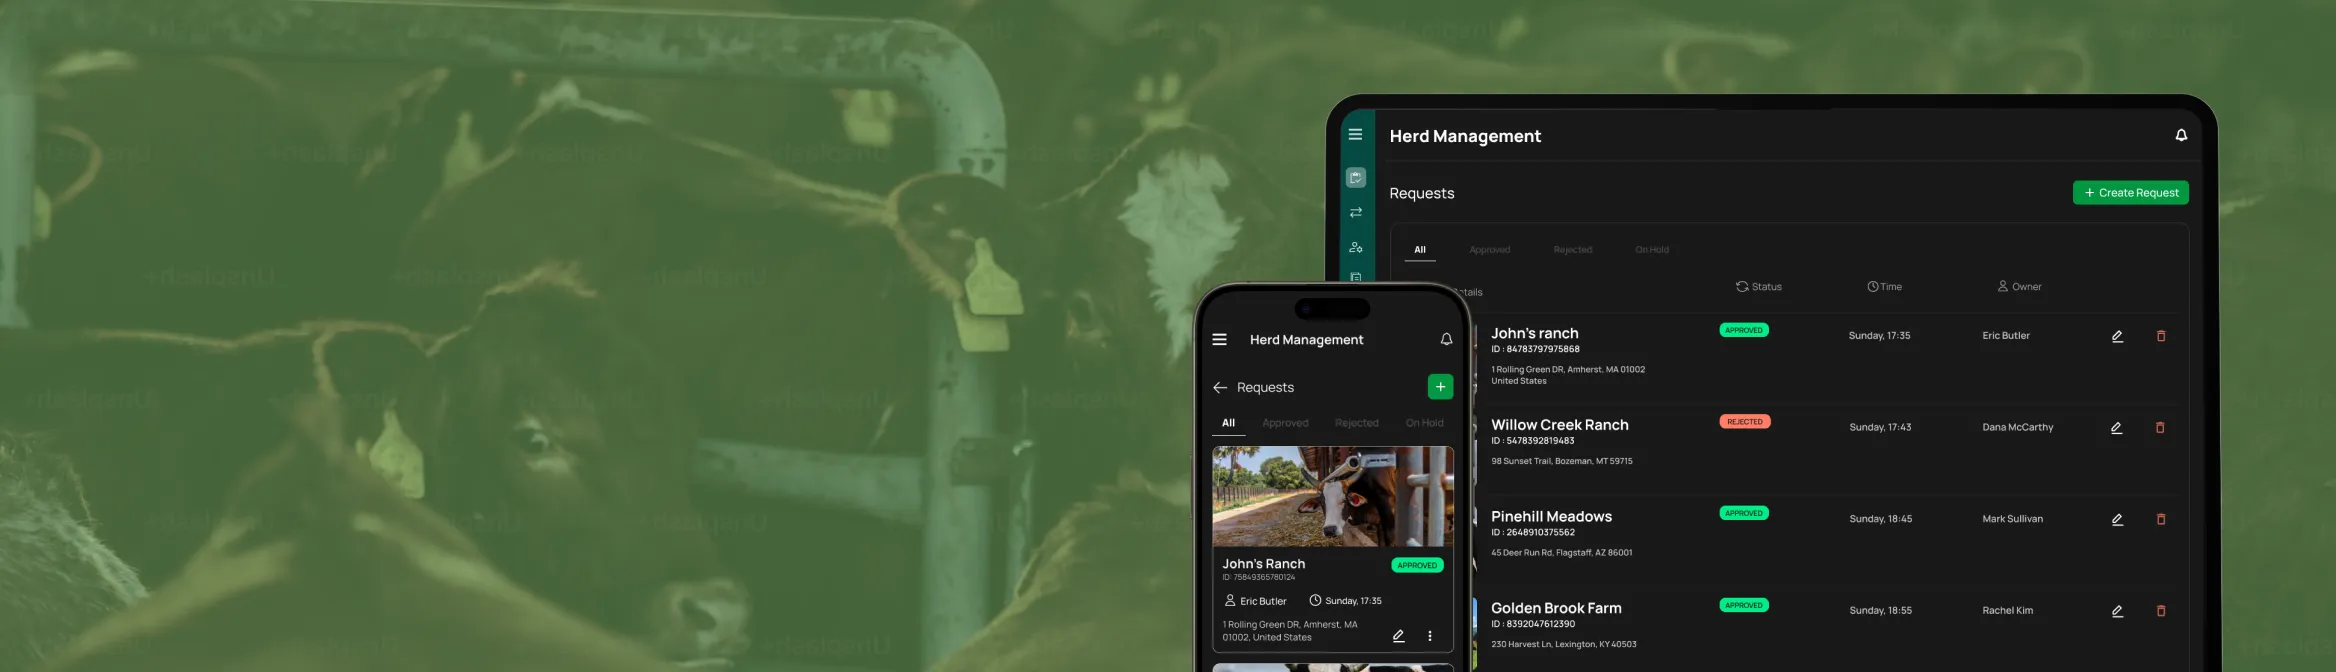 Herd Management
Requests
+ Create Request
All Approved Rejected On Hold
etails Status Time Owner
John's ranch APPROVED Sunday, 17:35 Eric Butler
ID : 84783797975868
1 Rolling Green DR, Amherst, MA 01002
United States
Willow Creek Ranch REJECTED Sunday, 17:43 Dana McCarthy
ID : 5478392819483
98 Sunset Trail, Bozeman, MT 59715
Pinehill Meadows APPROVED Sunday, 18:45 Mark Sullivan
ID : 2648910375562
45 Deer Run Rd, Flagstaff, AZ 86001
Golden Brook Farm APPROVED Sunday, 18:55 Rachel Kim
ID : 8392047612390
230 Harvest Ln, Lexington, KY 40503
Herd Management
Requests
+
All Approved Rejected On Hold
John's Ranch APPROVED
ID: 75849365780124
Eric Butler Sunday, 17:35
1 Rolling Green DR, Amherst, MA
01002, United States